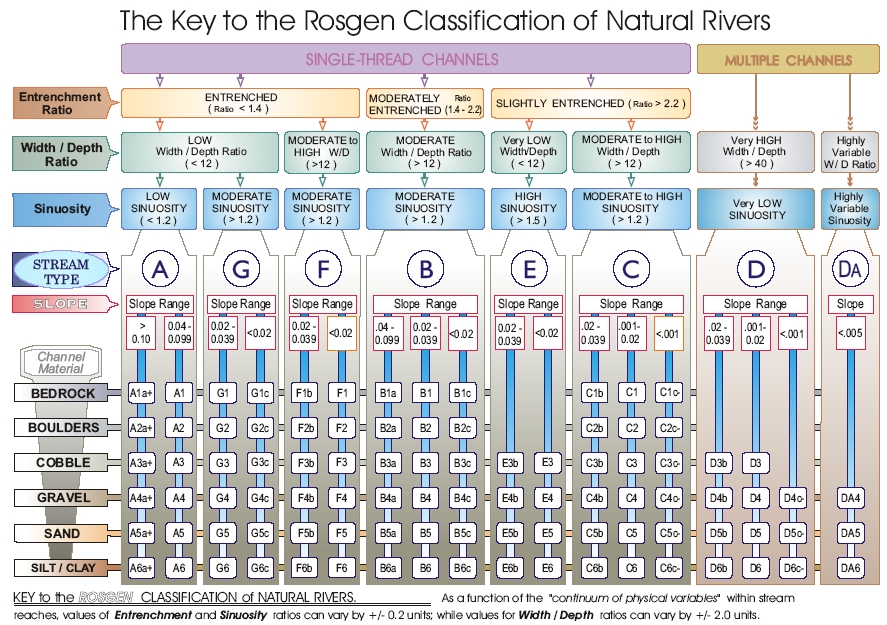 The Key to the Rosgen Classification of Natural Rivers
SINGLE-THREAD CHANNELS MULTIPLE CHANNELS
Entrenchment Ratio
ENTRENCHED ( Ratio < 1.4 )
MODERATELY ENTRENCHED Ratio (1.4 - 2.2)
SLIGHTLY ENTRENCHED ( Ratio > 2.2 )
Width / Depth Ratio
LOW Width / Depth Ratio ( < 12 )
MODERATE to HIGH W/D ( >12 )
MODERATE Width / Depth Ratio ( > 12 )
Very LOW Width/Depth ( < 12 )
MODERATE to HIGH Width / Depth ( > 12 )
Very HIGH Width / Depth ( > 40 )
Highly Variable W/ D Ratio
Sinuosity
LOW SINUOSITY ( < 1.2 )
MODERATE SINUOSITY ( > 1.2 )
MODERATE SINUOSITY ( > 1.2 )
MODERATE SINUOSITY ( > 1.2 )
HIGH SINUOSITY ( > 1.5 )
MODERATE to HIGH SINUOSITY ( > 1.2 )
Very LOW SINUOSITY
Highly Variable Sinuosity
STREAM TYPE
A G F B E C D DA
SLOPE
Slope Range Slope Range Slope Range Slope Range Slope Range Slope Range Slope Range Slope
> 0.10 0.04 - 0.099 0.02 - 0.039 <0.02 0.02 - 0.039 <0.02 .04 - 0.099 0.02 - 0.039 <0.02 0.02 - 0.039 <0.02 .02 - 0.039 .001- 0.02 <.001 .02 - 0.039 .001- 0.02 <.001 <.005
Channel Material
BEDROCK A1a+ A1 G1 G1c F1b F1 B1a B1 B1c C1b C1 C1c-
BOULDERS A2a+ A2 G2 G2c F2b F2 B2a B2 B2c C2b C2 C2c-
COBBLE A3a+ A3 G3 G3c F3b F3 B3a B3 B3c E3b E3 C3b C3 C3c- D3b D3
GRAVEL A4a+ A4 G4 G4c F4b F4 B4a B4 B4c E4b E4 C4b C4 C4c- D4b D4 D4c- DA4
SAND A5a+ A5 G5 G5c F5b F5 B5a B5 B5c E5b E5 C5b C5 C5c- D5b D5 D5c- DA5
SILT / CLAY A6a+ A6 G6 G6c F6b F6 B6a B6 B6c E6b E6 C6b C6 C6c- D6b D6 D6c- DA6
KEY to the ROSGEN CLASSIFICATION of NATURAL RIVERS. As a function of the "continuum of physical variables" within stream
reaches, values of Entrenchment and Sinuosity ratios can vary by +/- 0.2 units; while values for Width / Depth ratios can vary by +/- 2.0 units.